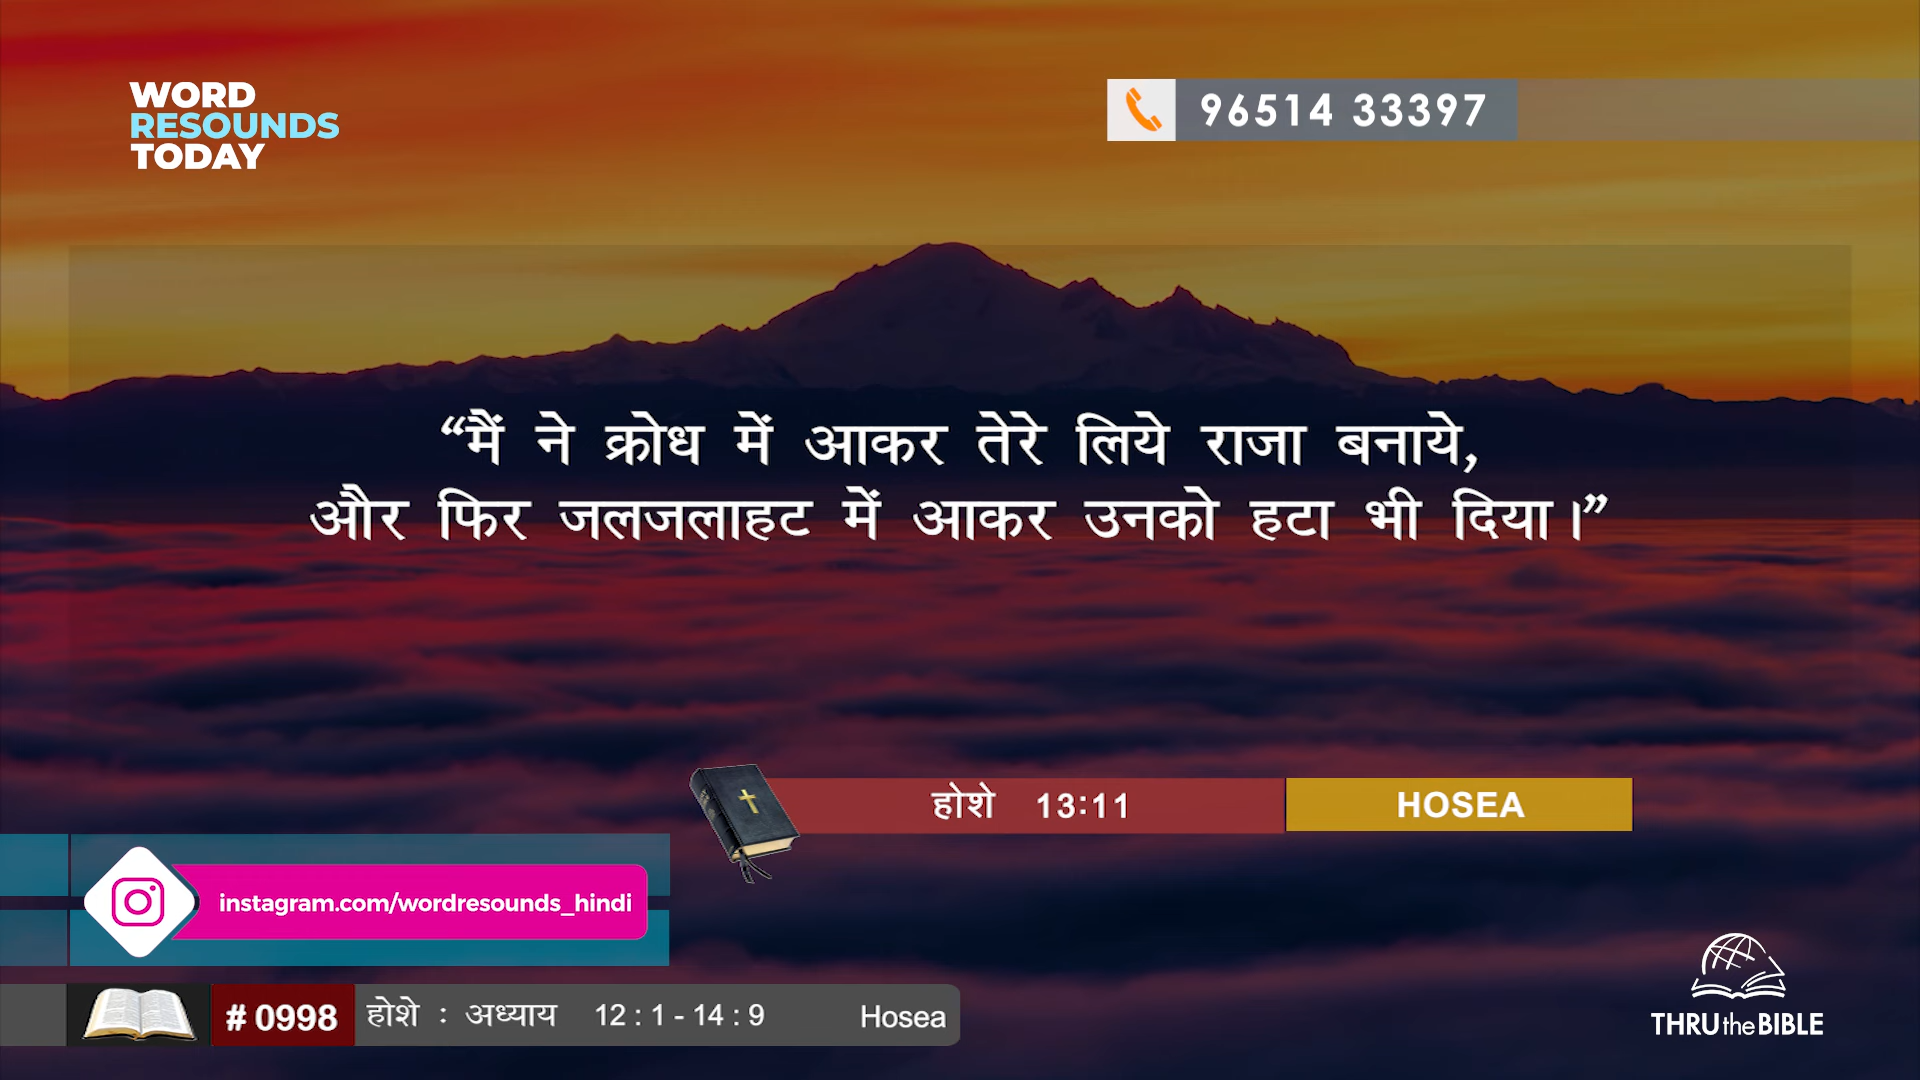 WORD
RESOUNDS
TODAY
96514 33397
“मैं ने क्रोध में आकर तेरे लिये राजा बनाये,
और फिर जलजलाहट में आकर उनको हटा भी दिया।”
होशे 13:11
HOSEA
instagram.com/wordresounds_hindi
# 0998 होशे : अध्याय 12 : 1 - 14 : 9 Hosea
THRU the BIBLE